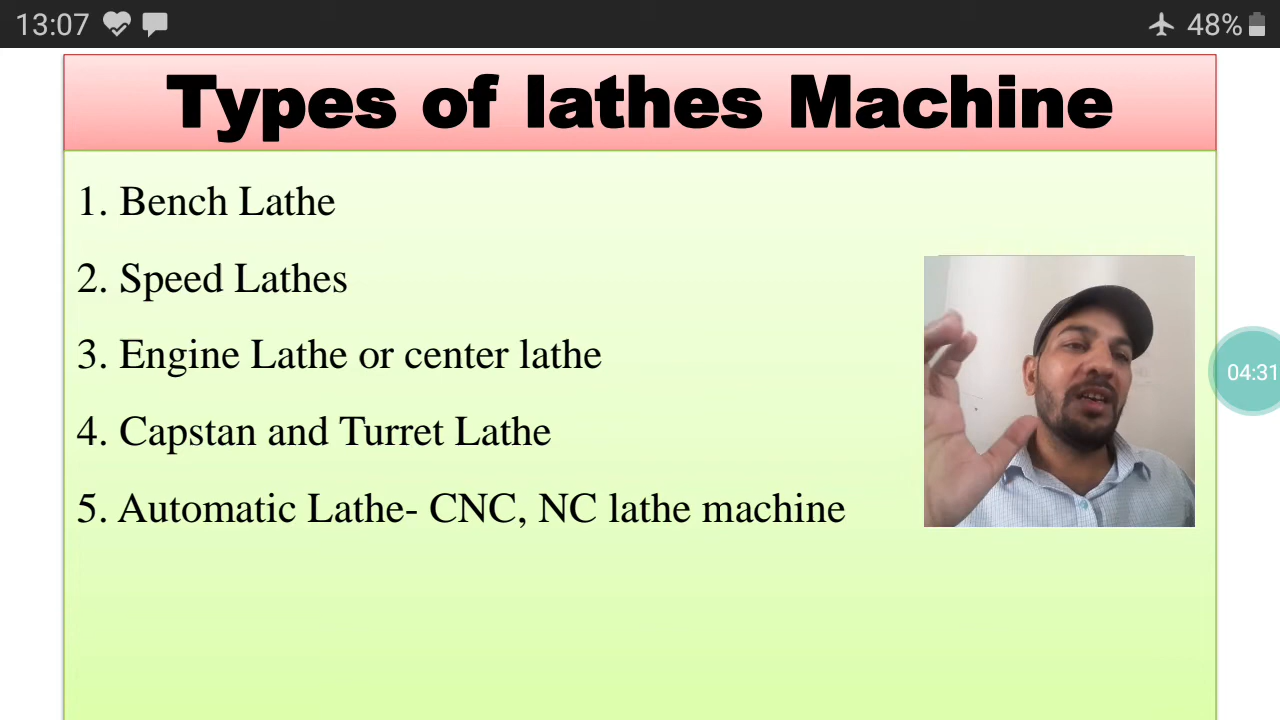 13:07
48%
Types of lathes Machine
1. Bench Lathe
2. Speed Lathes
3. Engine Lathe or center lathe
4. Capstan and Turret Lathe
5. Automatic Lathe- CNC, NC lathe machine
04:31